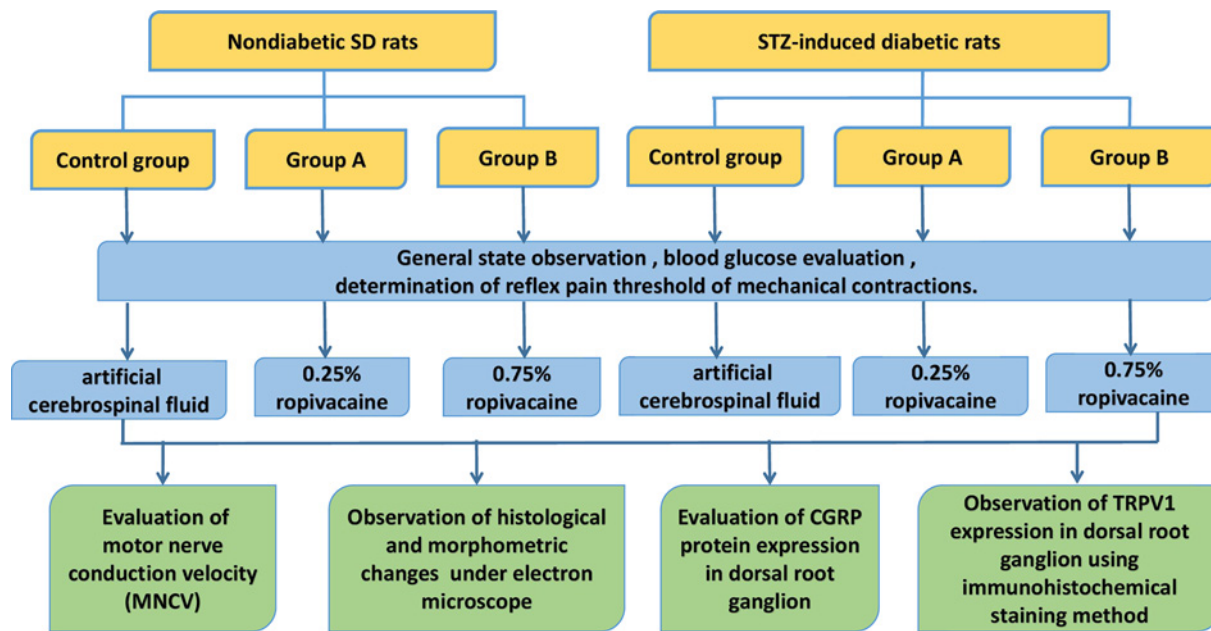 Nondiabetic SD rats
STZ-induced diabetic rats
Control group
Group A
Group B
Control group
Group A
Group B
General state observation , blood glucose evaluation ,
determination of reflex pain threshold of mechanical contractions.
artificial
cerebrospinal fluid
0.25%
ropivacaine
0.75%
ropivacaine
artificial
cerebrospinal fluid
0.25%
ropivacaine
0.75%
ropivacaine
Evaluation of
motor nerve
conduction velocity
(MNCV)
Observation of histological
and morphometric
changes under electron
microscope
Evaluation of CGRP
protein expression
in dorsal root
ganglion
Observation of TRPV1
expression in dorsal root
ganglion using
immunohistochemical
staining method